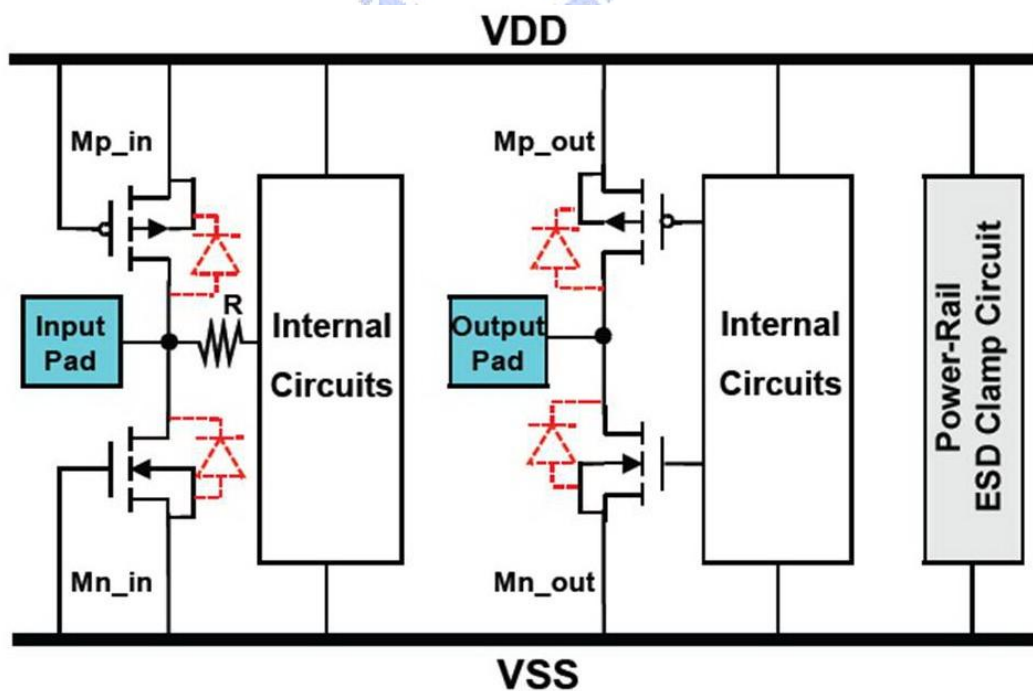 VDD
Mp_in
Mp_out
Input
Pad
R
Internal
Circuits
Output
Pad
Internal
Circuits
Power-Rail
ESD Clamp Circuit
Mn_in
Mn_out
VSS